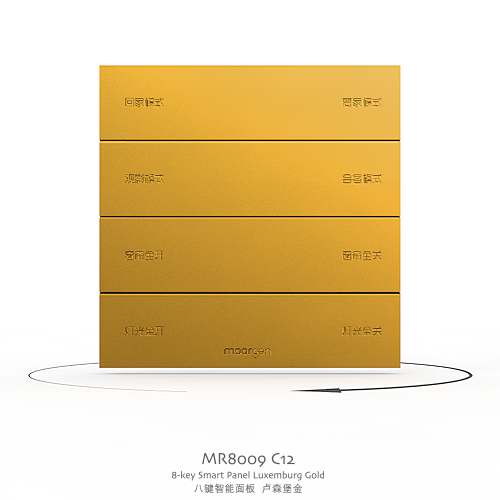 回家模式 离家模式
观影模式 会客模式
窗帘全开 窗帘全关
灯光全开 灯光全关
moorgen
MR8009 C12
8-key Smart Panel Luxemburg Gold
八键智能面板 卢森堡金